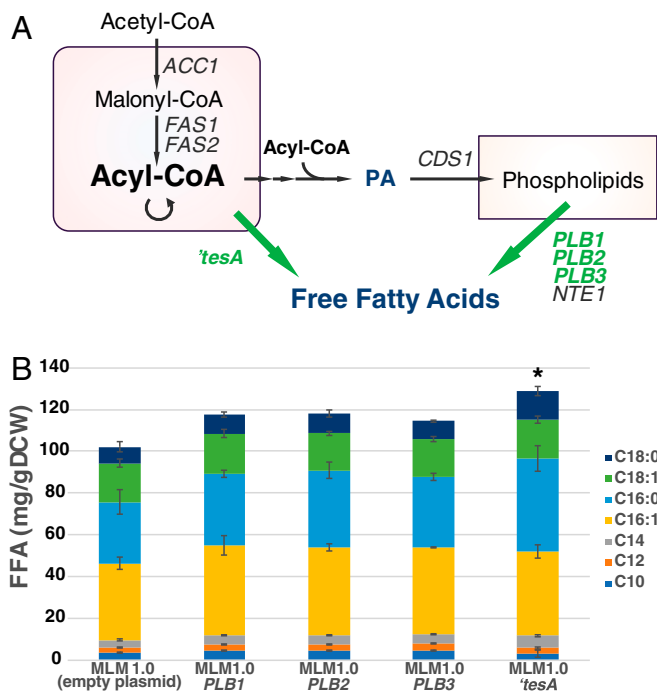 A
Acetyl-CoA
ACC1
Malonyl-CoA
FAS1
FAS2
Acyl-CoA
Acyl-CoA
PA
CDS1
Phospholipids
'tesA
PLB1
PLB2
PLB3
NTE1
Free Fatty Acids
B
FFA (mg/gDCW)
140
120
100
80
60
40
20
0
*
MLM1.0
(empty plasmid)
MLM1.0
PLB1
MLM1.0
PLB2
MLM1.0
PLB3
MLM1.0
'tesA
C18:0
C18:1
C16:0
C16:1
C14
C12
C10